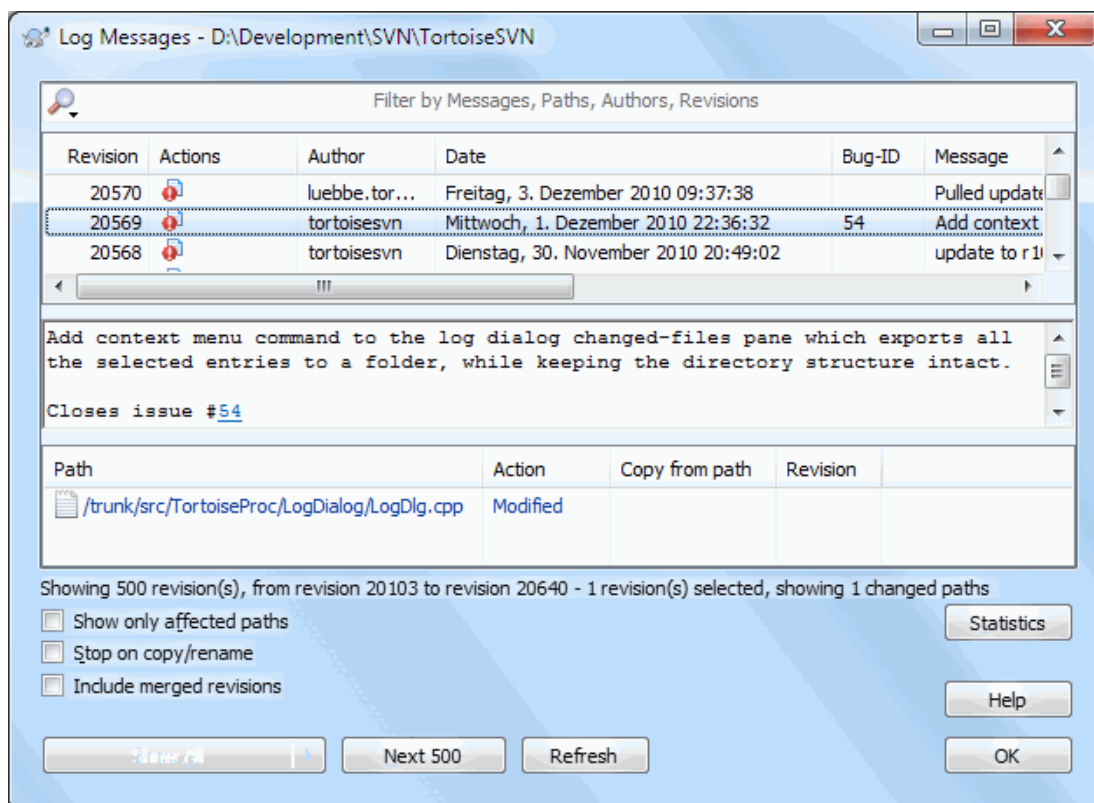 Log Messages - D:\Development\SVN\TortoiseSVN
Filter by Messages, Paths, Authors, Revisions
Revision Actions Author Date Bug-ID Message
20570 luebbe.tor... Freitag, 3. Dezember 2010 09:37:38 Pulled update
20569 tortoisesvn Mittwoch, 1. Dezember 2010 22:36:32 54 Add context
20568 tortoisesvn Dienstag, 30. November 2010 20:49:02 update to
Add context menu command to the log dialog changed-files pane which exports all
the selected entries to a folder, while keeping the directory structure intact.
Closes issue #54
Path Action Copy from path Revision
/trunk/src/TortoiseProc/LogDialog/LogDlg.cpp Modified
Showing 500 revision(s), from revision 20103 to revision 20640 - 1 revision(s) selected, showing 1 changed paths
Show only affected paths
Statistics
Stop on copy/rename
Include merged revisions
Help
Next 500 Refresh OK